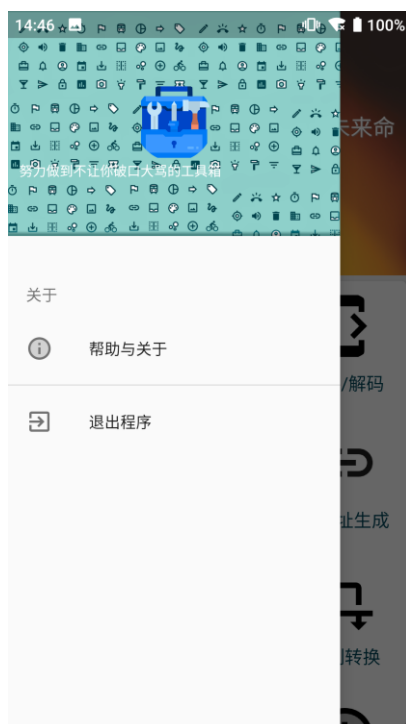 14:46
100%
努力做到不让你破口大骂的工具箱
未来命
关于
帮助与关于
/解码
退出程序
址生成
转换